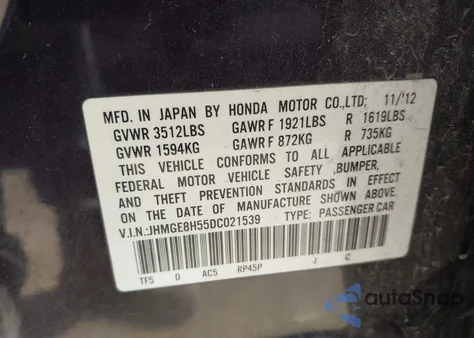 MFD. IN JAPAN BY HONDA MOTOR CO.,LTD; 11/'12
GVWR 3512LBS GAWR F 1921LBS R 1619LBS
GVWR 1594KG GAWR F 872KG R 735KG
THIS VEHICLE CONFORMS TO ALL APPLICABLE
FEDERAL MOTOR VEHICLE SAFETY ,BUMPER,
AND THEFT PREVENTION STANDARDS IN EFFECT
ON THE DATE OF MANUFACTURE SHOWN ABOVE.
V.I.N.:JHMGE8H55DC021539 TYPE: PASSENGER CAR
TF5 D AC5 -RP45P -J -C
autoSnap